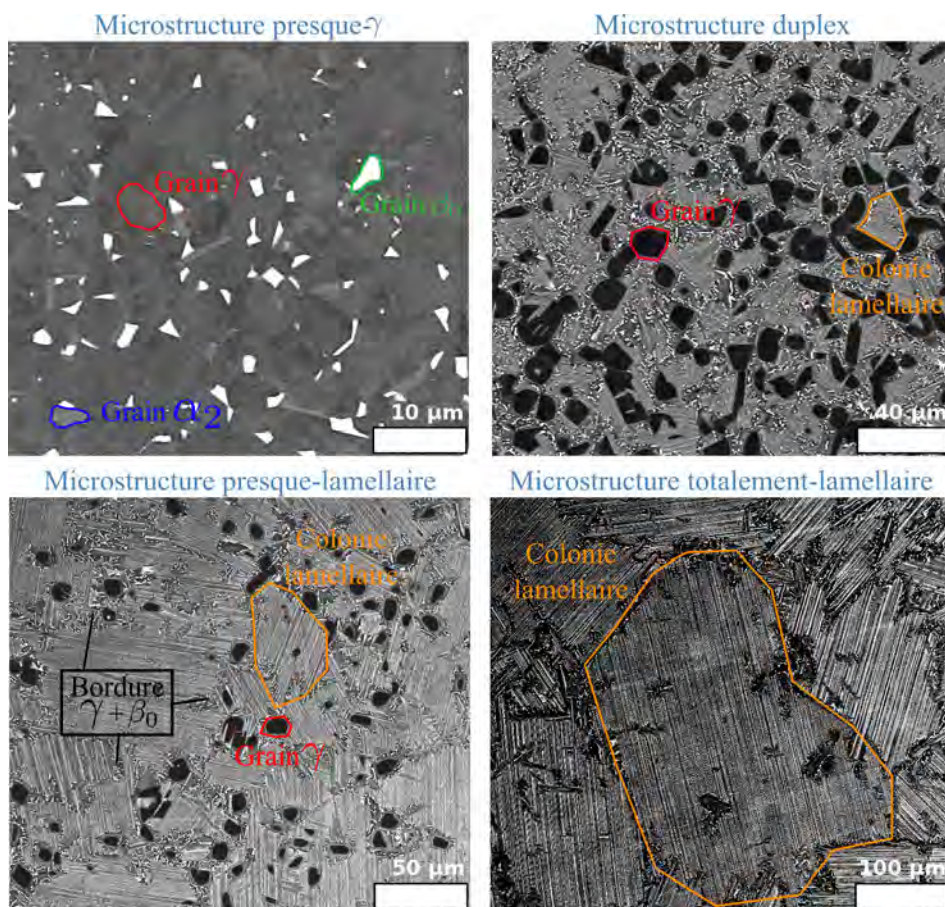 Microstructure presque-γ
Microstructure duplex
Grain γ
Grain
Grain α2
10 µm
Grain γ
Colonie
lamellaire
40 µm
Microstructure presque-lamellaire
Microstructure totalement-lamellaire
Colonie
lamellaire
Bordure
γ + β0
Grain γ
50 µm
Colonie
lamellaire
100 µm